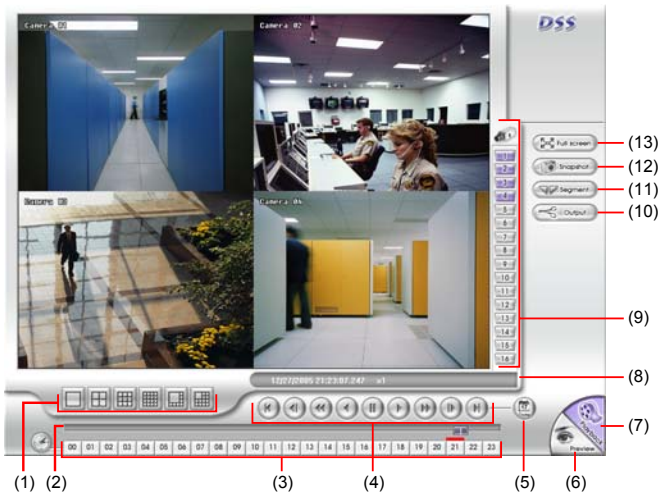 Camera 01
Camera 02
DSS
1
Full screen
(13)
Snapshot
(12)
Segment
(11)
Output
(10)
1
2
3
4
5
6
7
8
9
10
11
12
13
14
15
16
(9)
Camera 03
Camera 04
12/27/2005 21:23:07.247 x1
(8)
00 01 02 03 04 05 06 07 08 09 10 11 12 13 14 15 16 17 18 19 20 21 22 23
Playback
(7)
Preview
(1) (2) (3) (4) (5) (6)